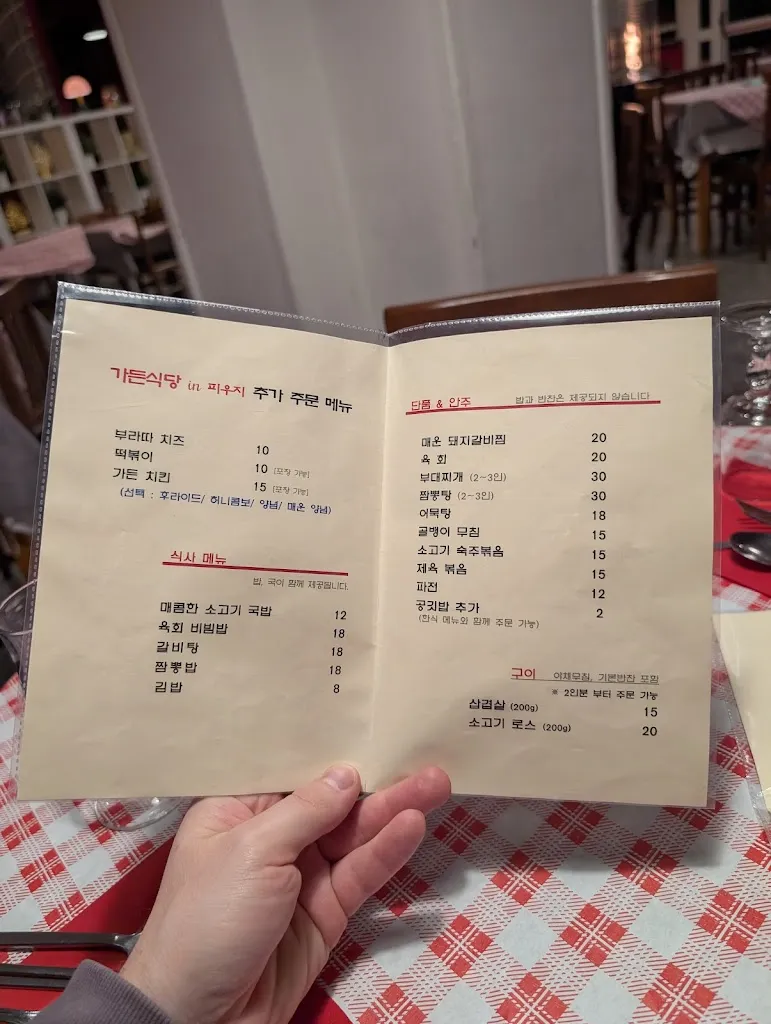 가든식당 in 피우지 추가 주문 메뉴
부라따 치즈 10
떡볶이 10 (포장 가능)
가든 치킨 15 (포장 가능)
(선택 : 후라이드/ 허니콤보/ 양념/ 매운 양념)
식사 메뉴
밥, 국이 함께 제공됩니다.
매콤한 소고기 국밥 12
육회 비빔밥 18
갈비탕 18
짬뽕밥 18
김밥 8
단품 & 안주 밥과 반찬은 제공되지 않습니다
매운 돼지갈비찜 20
육 회 20
부대찌개 (2~3인) 30
짬뽕탕 (2~3인) 30
어묵탕 18
골뱅이 무침 15
소고기 숙주볶음 15
제육 볶음 15
파전 12
공깃밥 추가 2
(한식 메뉴와 함께 주문 가능)
구이 야채무침, 기본반찬 포함
※ 2인분 부터 주문 가능
삼겹살 (200g) 15
소고기 로스 (200g) 20